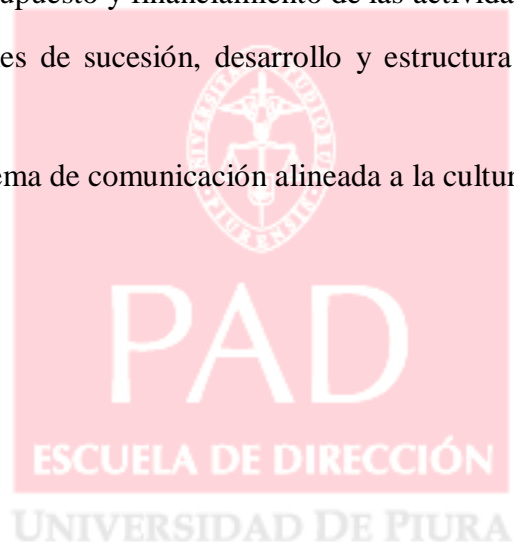 supuesto y financiamiento de las activida
es de sucesión, desarrollo y estructura
ema de comunicación alineada a la cultur
PAD
ESCUELA DE DIRECCIÓN
UNIVERSIDAD DE PIURA